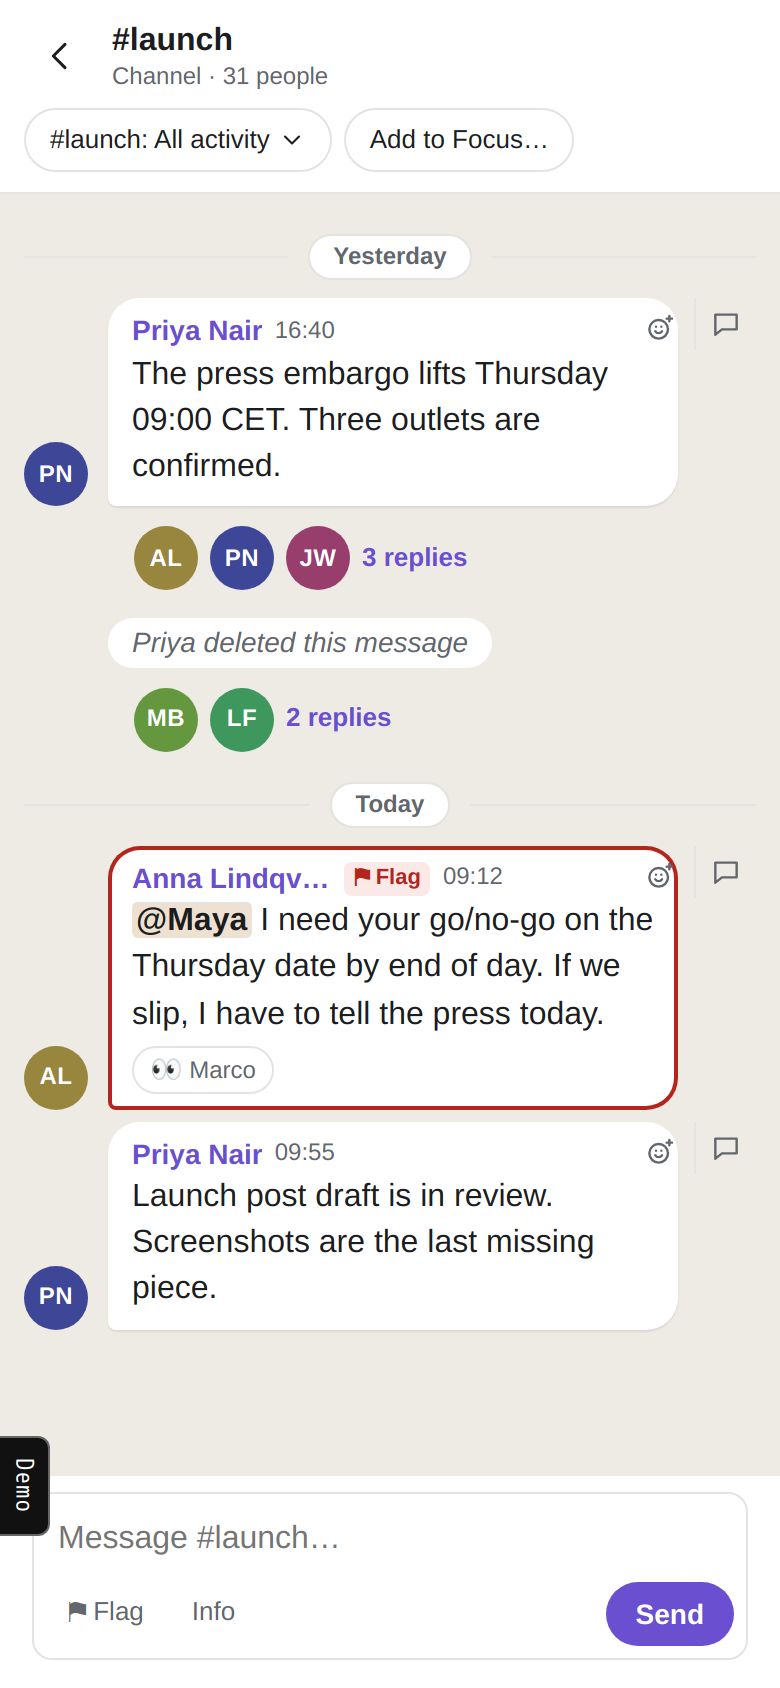 #launch
Channel · 31 people
#launch: All activity
Add to Focus…
Yesterday
Priya Nair 16:40
The press embargo lifts Thursday
09:00 CET. Three outlets are
confirmed.
PN
AL PN JW 3 replies
Priya deleted this message
MB LF 2 replies
Today
Anna Lindqv… Flag 09:12
@Maya I need your go/no-go on the
Thursday date by end of day. If we
slip, I have to tell the press today.
👀 Marco
AL
Priya Nair 09:55
Launch post draft is in review.
Screenshots are the last missing
piece.
PN
Demo
Message #launch…
Flag Info Send